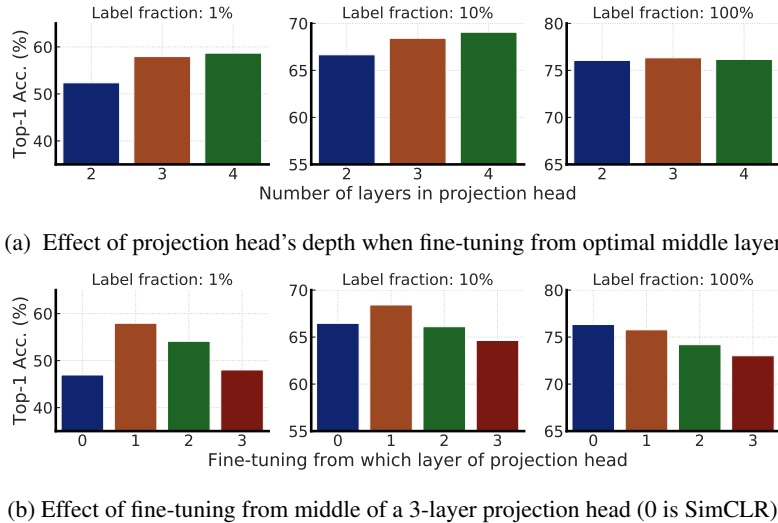 Label fraction: 1%
Label fraction: 10%
Label fraction: 100%
Top-1 Acc. (%)
60
50
40
70
65
60
55
80
75
70
65
2 3 4
2 3 4
2 3 4
Number of layers in projection head
(a) Effect of projection head's depth when fine-tuning from optimal middle layer
Label fraction: 1%
Label fraction: 10%
Label fraction: 100%
Top-1 Acc. (%)
60
50
40
70
65
60
55
80
75
70
65
0 1 2 3
0 1 2 3
0 1 2 3
Fine-tuning from which layer of projection head
(b) Effect of fine-tuning from middle of a 3-layer projection head (0 is SimCLR)